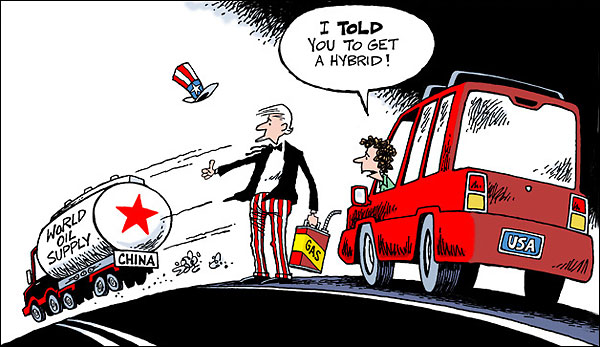 I TOLD
YOU TO GET
A HYBRID!
WORLD
OIL
SUPPLY
CHINA
GAS
USA